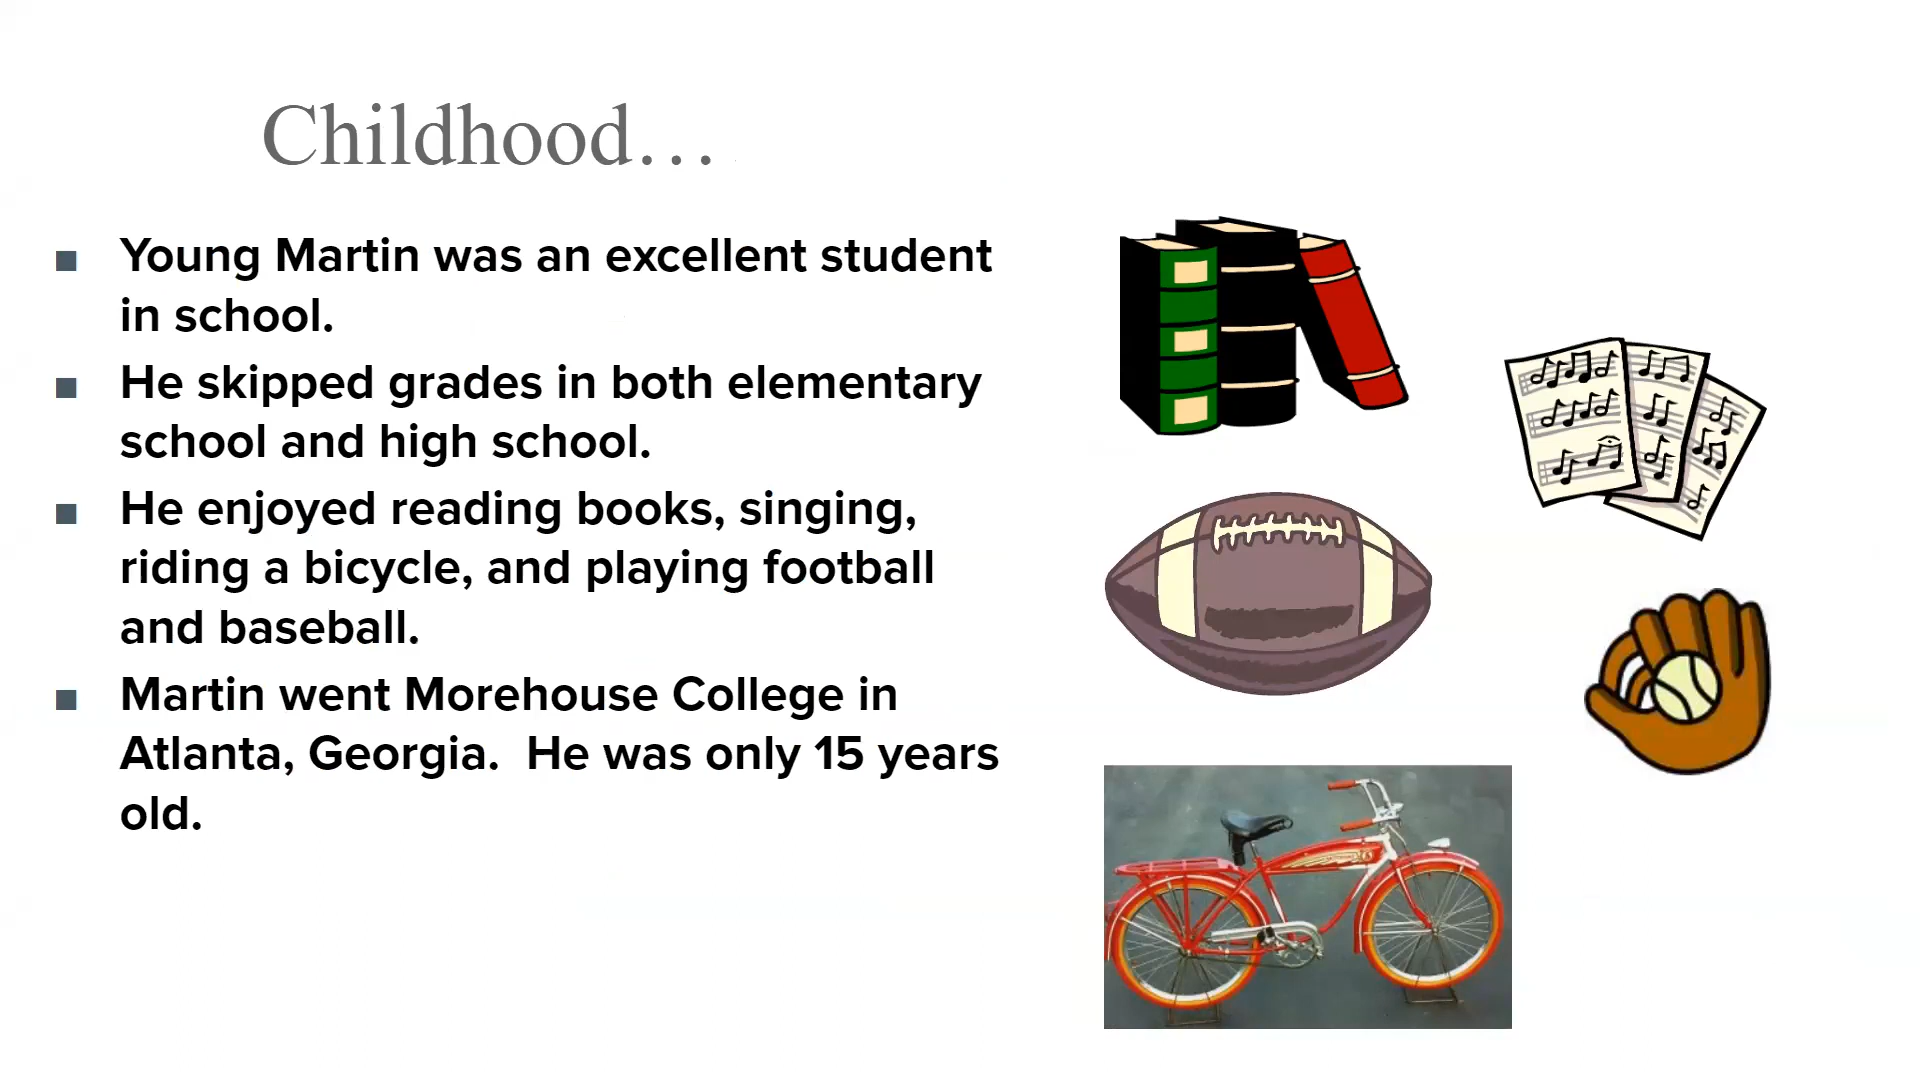 Childhood…
▪ Young Martin was an excellent student
in school.
▪ He skipped grades in both elementary
school and high school.
▪ He enjoyed reading books, singing,
riding a bicycle, and playing football
and baseball.
▪ Martin went Morehouse College in
Atlanta, Georgia.  He was only 15 years
old.